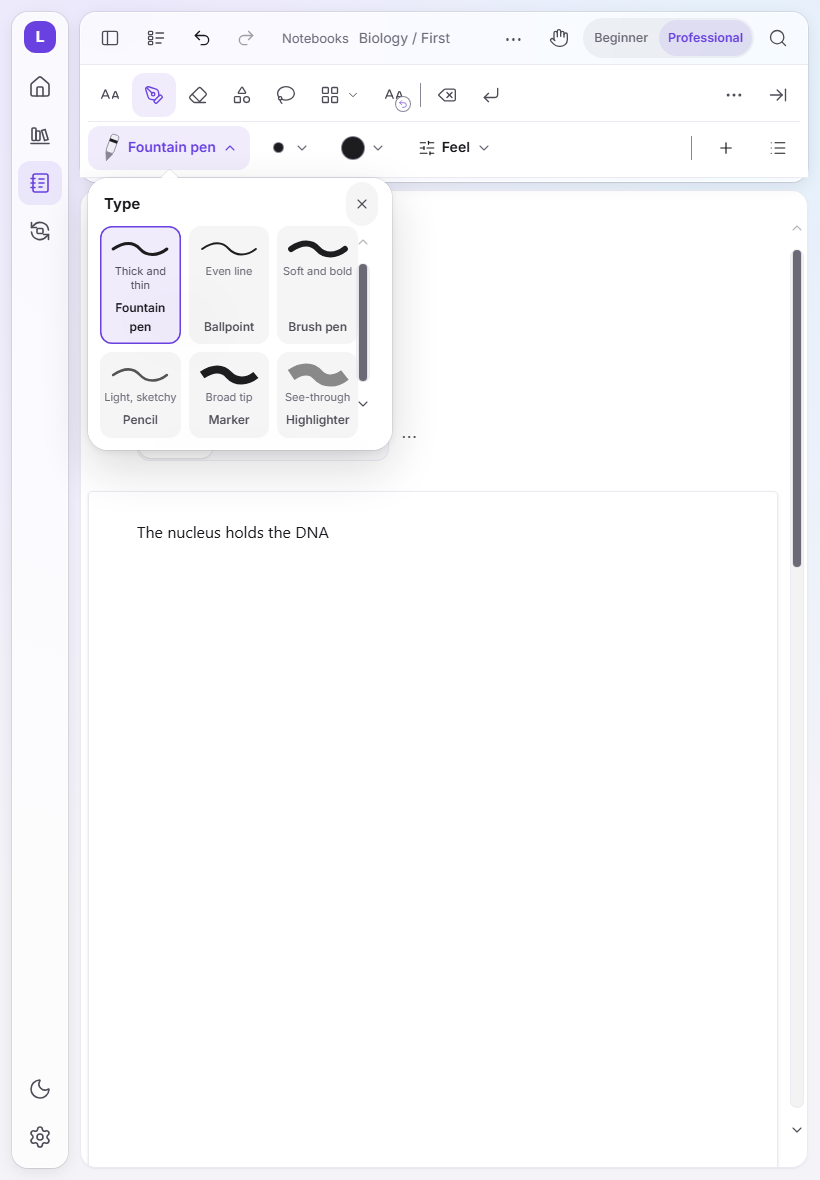 L
Notebooks Biology / First
Beginner Professional
Fountain pen
Feel
Type
Thick and thin
Fountain pen
Even line
Ballpoint
Soft and bold
Brush pen
Light, sketchy
Pencil
Broad tip
Marker
See-through
Highlighter
The nucleus holds the DNA